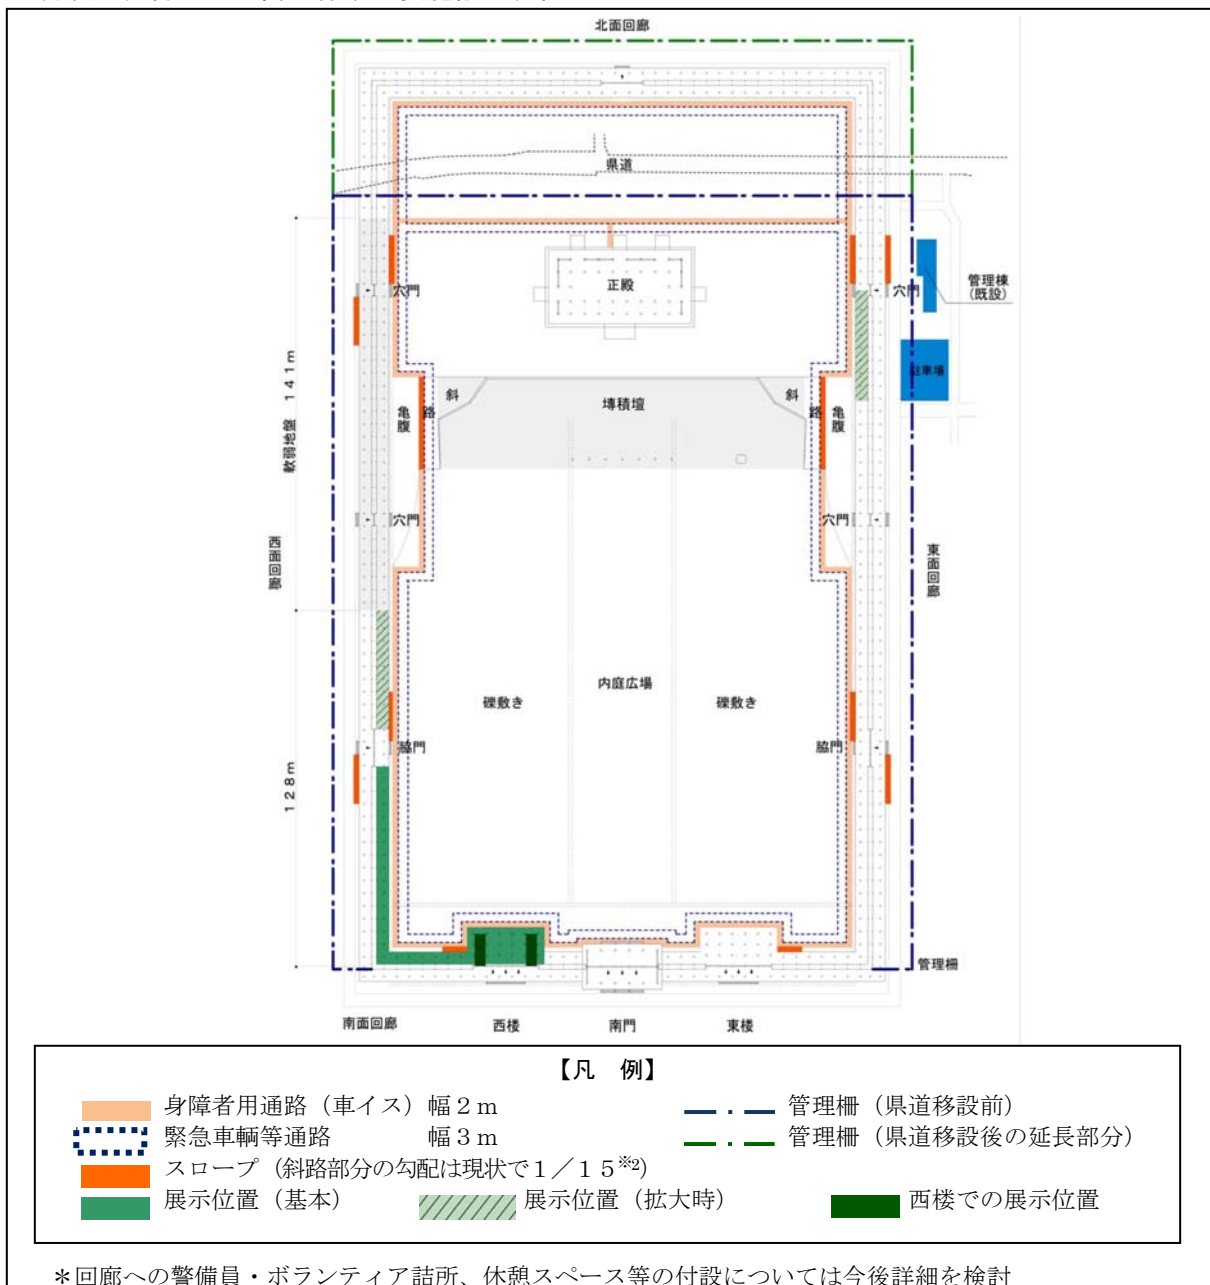 北面回廊
県道
正殿
管理棟
(既設)
穴門
穴門
駐車場
斜
路
塼積壇
斜
路
亀腹
亀腹
軟弱地盤 141m
穴門
穴門
西面回廊
東面回廊
内庭広場
礫敷き
礫敷き
脇門
脇門
128m
管理柵
南面回廊
西楼
南門
東楼
【凡 例】
身障者用通路（車イス）幅２ｍ
管理柵（県道移設前）
緊急車輌等通路 幅３ｍ
管理柵（県道移設後の延長部分）
スロープ（斜路部分の勾配は現状で１／１５※2）
展示位置（基本）
展示位置（拡大時）
西楼での展示位置
＊回廊への警備員・ボランティア詰所、休憩スペース等の付設については今後詳細を検討